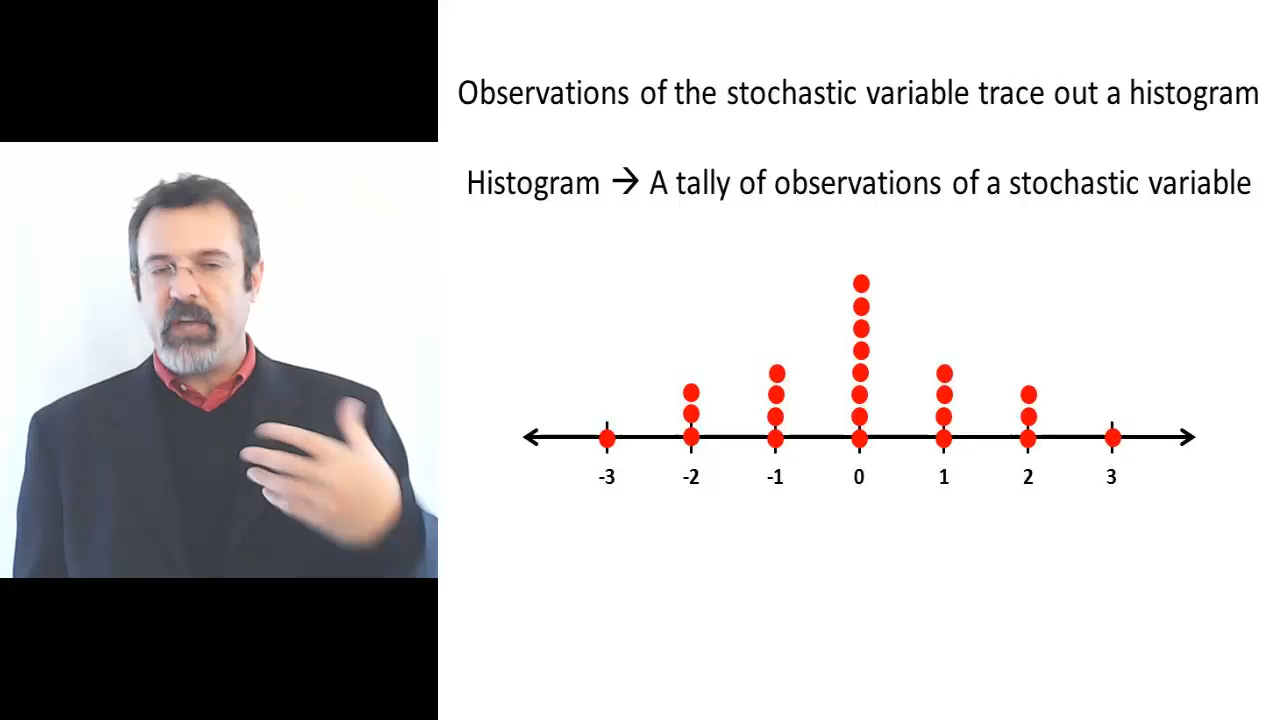 Observations of the stochastic variable trace out a histogram
Histogram → A tally of observations of a stochastic variable
-3 -2 -1 0 1 2 3